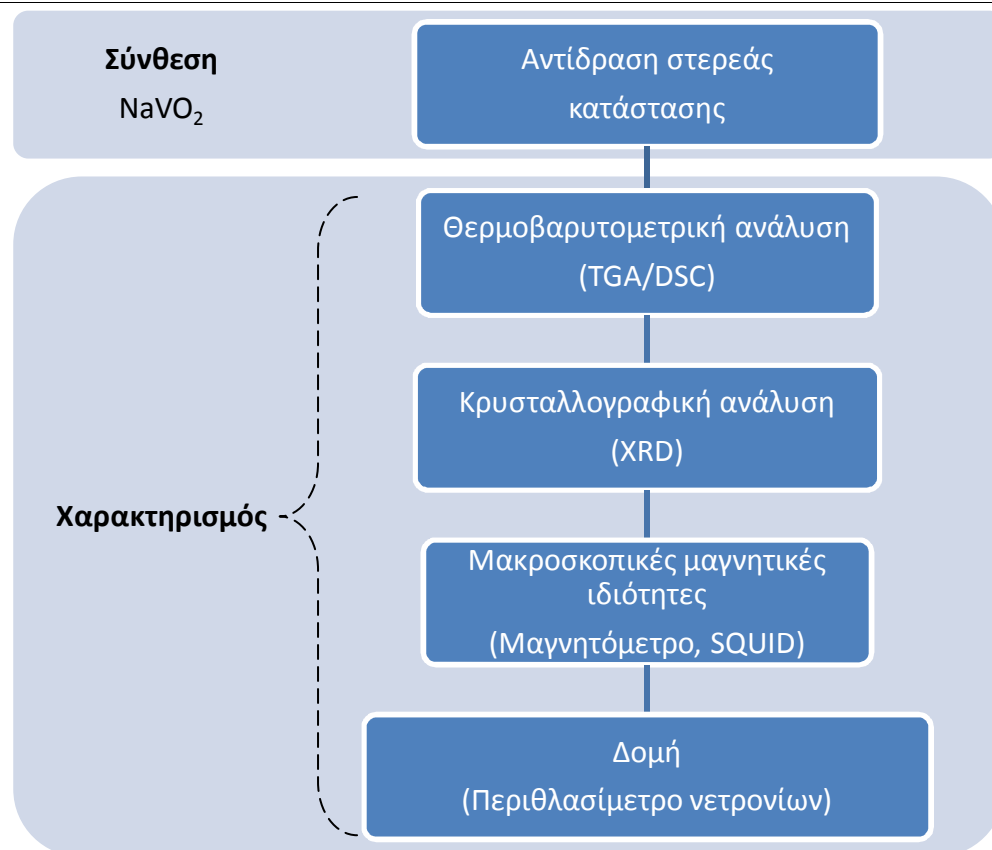 Σύνθεση
NaVO₂
Αντίδραση στερεάς
κατάστασης
Θερμοβαρυτομετρική ανάλυση
(TGA/DSC)
Κρυσταλλογραφική ανάλυση
(XRD)
Χαρακτηρισμός
Μακροσκοπικές μαγνητικές
ιδιότητες
(Μαγνητόμετρο, SQUID)
Δομή
(Περιθλασίμετρο νετρονίων)